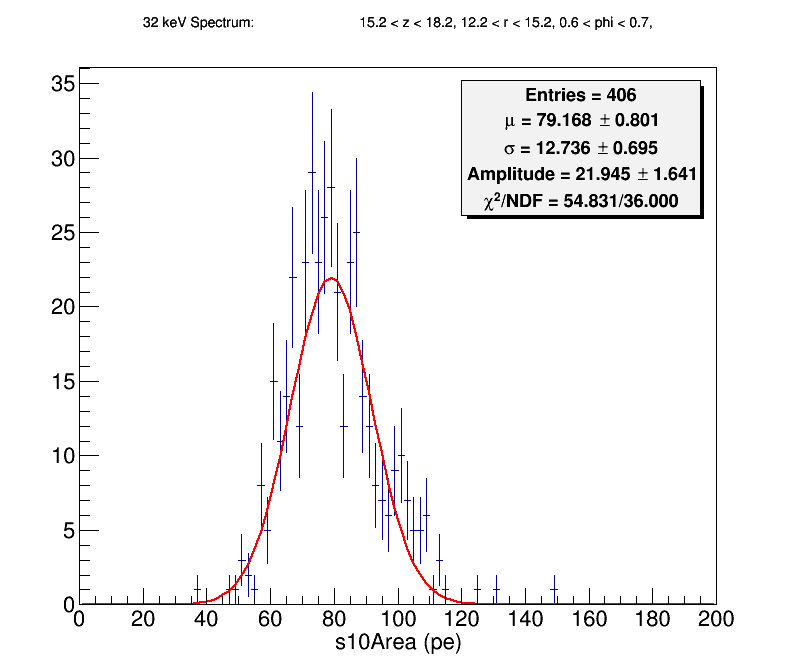 32 keV Spectrum: 15.2 < z < 18.2, 12.2 < r < 15.2, 0.6 < phi < 0.7,
Entries = 406
μ = 79.168 ± 0.801
σ = 12.736 ± 0.695
Amplitude = 21.945 ± 1.641
χ²/NDF = 54.831/36.000
35
30
25
20
15
10
5
0
0 20 40 60 80 100 120 140 160 180 200
s10Area (pe)